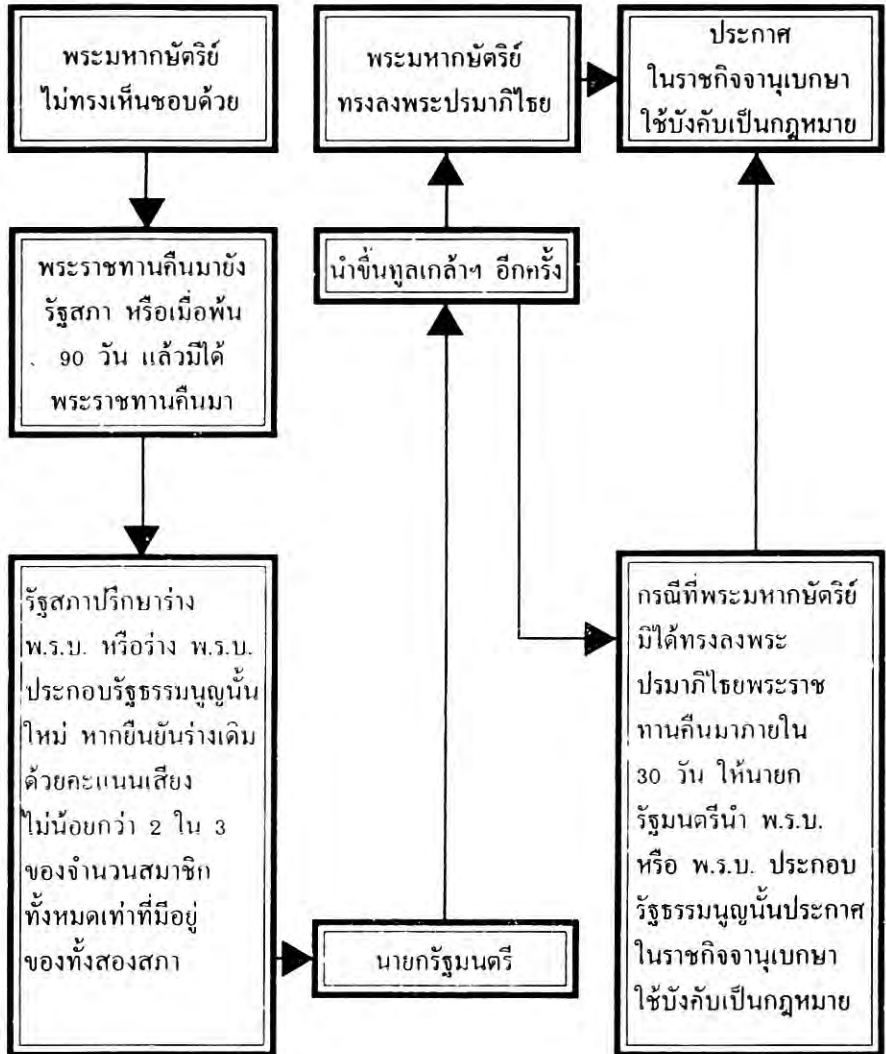 พระมหากษัตริย์
ไม่ทรงเห็นชอบด้วย
พระราชทานคืนมายัง
รัฐสภา หรือเมื่อพ้น
90 วัน แล้วมิได้
พระราชทานคืนมา
รัฐสภาปรึกษาร่าง
พ.ร.บ. หรือร่าง พ.ร.บ.
ประกอบรัฐธรรมนูญนั้น
ใหม่ หากยืนยันร่างเดิม
ด้วยคะแนนเสียง
ไม่น้อยกว่า 2 ใน 3
ของจำนวนสมาชิก
ทั้งหมดเท่าที่มีอยู่
ของทั้งสองสภา
นายกรัฐมนตรี
นำขึ้นทูลเกล้าฯ อีกครั้ง
พระมหากษัตริย์
ทรงลงพระปรมาภิไธย
ประกาศ
ในราชกิจจานุเบกษา
ใช้บังคับเป็นกฎหมาย
กรณีที่พระมหากษัตริย์
มิได้ทรงลงพระ
ปรมาภิไธยพระราช
ทานคืนมาภายใน
30 วัน ให้นายก
รัฐมนตรีนำ พ.ร.บ.
หรือ พ.ร.บ. ประกอบ
รัฐธรรมนูญนั้นประกาศ
ในราชกิจจานุเบกษา
ใช้บังคับเป็นกฎหมาย